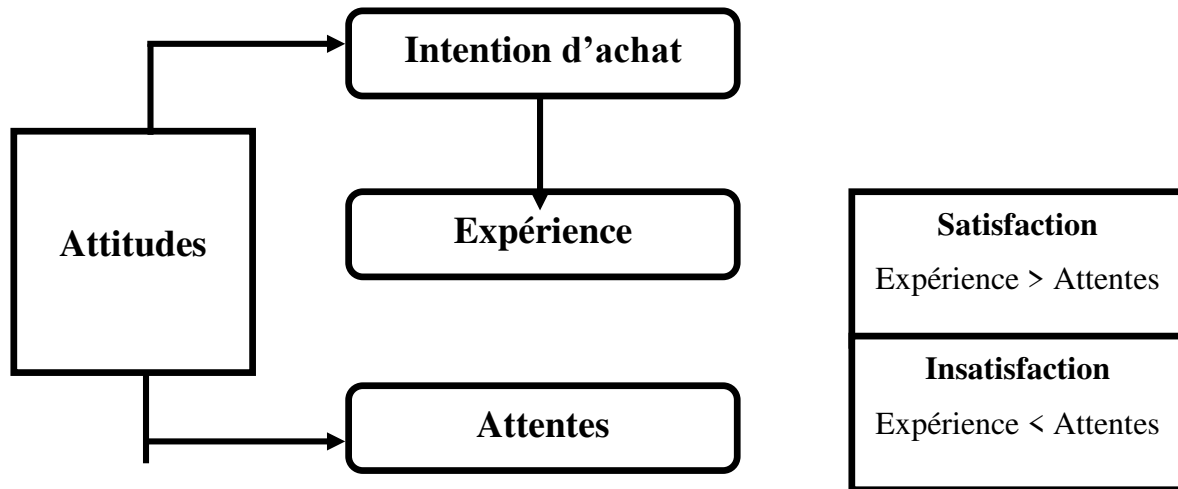 Intention d’achat
Attitudes
Expérience
Attentes
Satisfaction
Expérience > Attentes
Insatisfaction
Expérience < Attentes